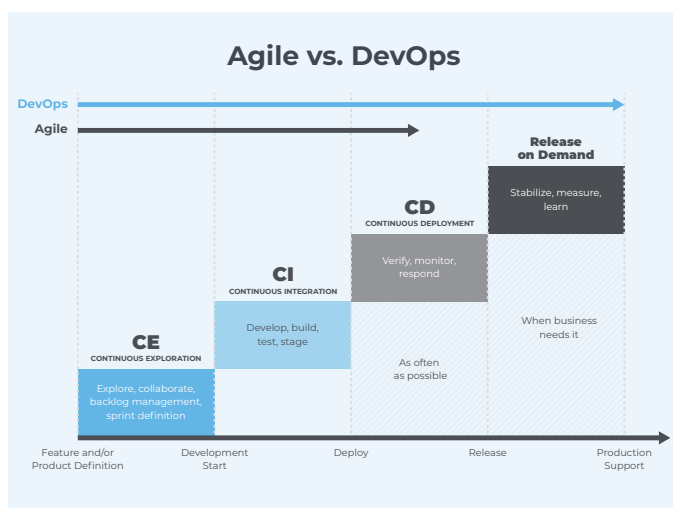 Agile vs. DevOps
DevOps
Agile
Release
on Demand
Stabilize, measure,
learn
CD
CONTINUOUS DEPLOYMENT
Verify, monitor,
respond
CI
CONTINUOUS INTEGRATION
Develop, build,
test, stage
When business
needs it
CE
CONTINUOUS EXPLORATION
As often
as possible
Explore, collaborate,
backlog management,
sprint definition
Feature and/or
Product Definition
Development
Start
Deploy
Release
Production
Support